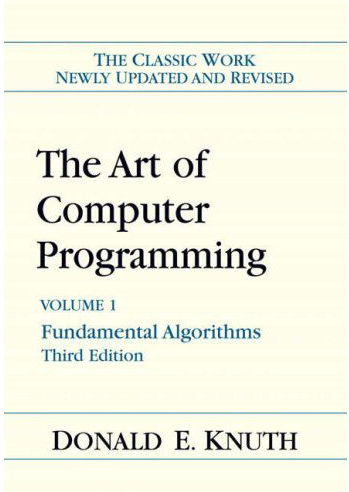 THE CLASSIC WORK
NEWLY UPDATED AND REVISED
The Art of
Computer
Programming
VOLUME 1
Fundamental Algorithms
Third Edition
DONALD E. KNUTH